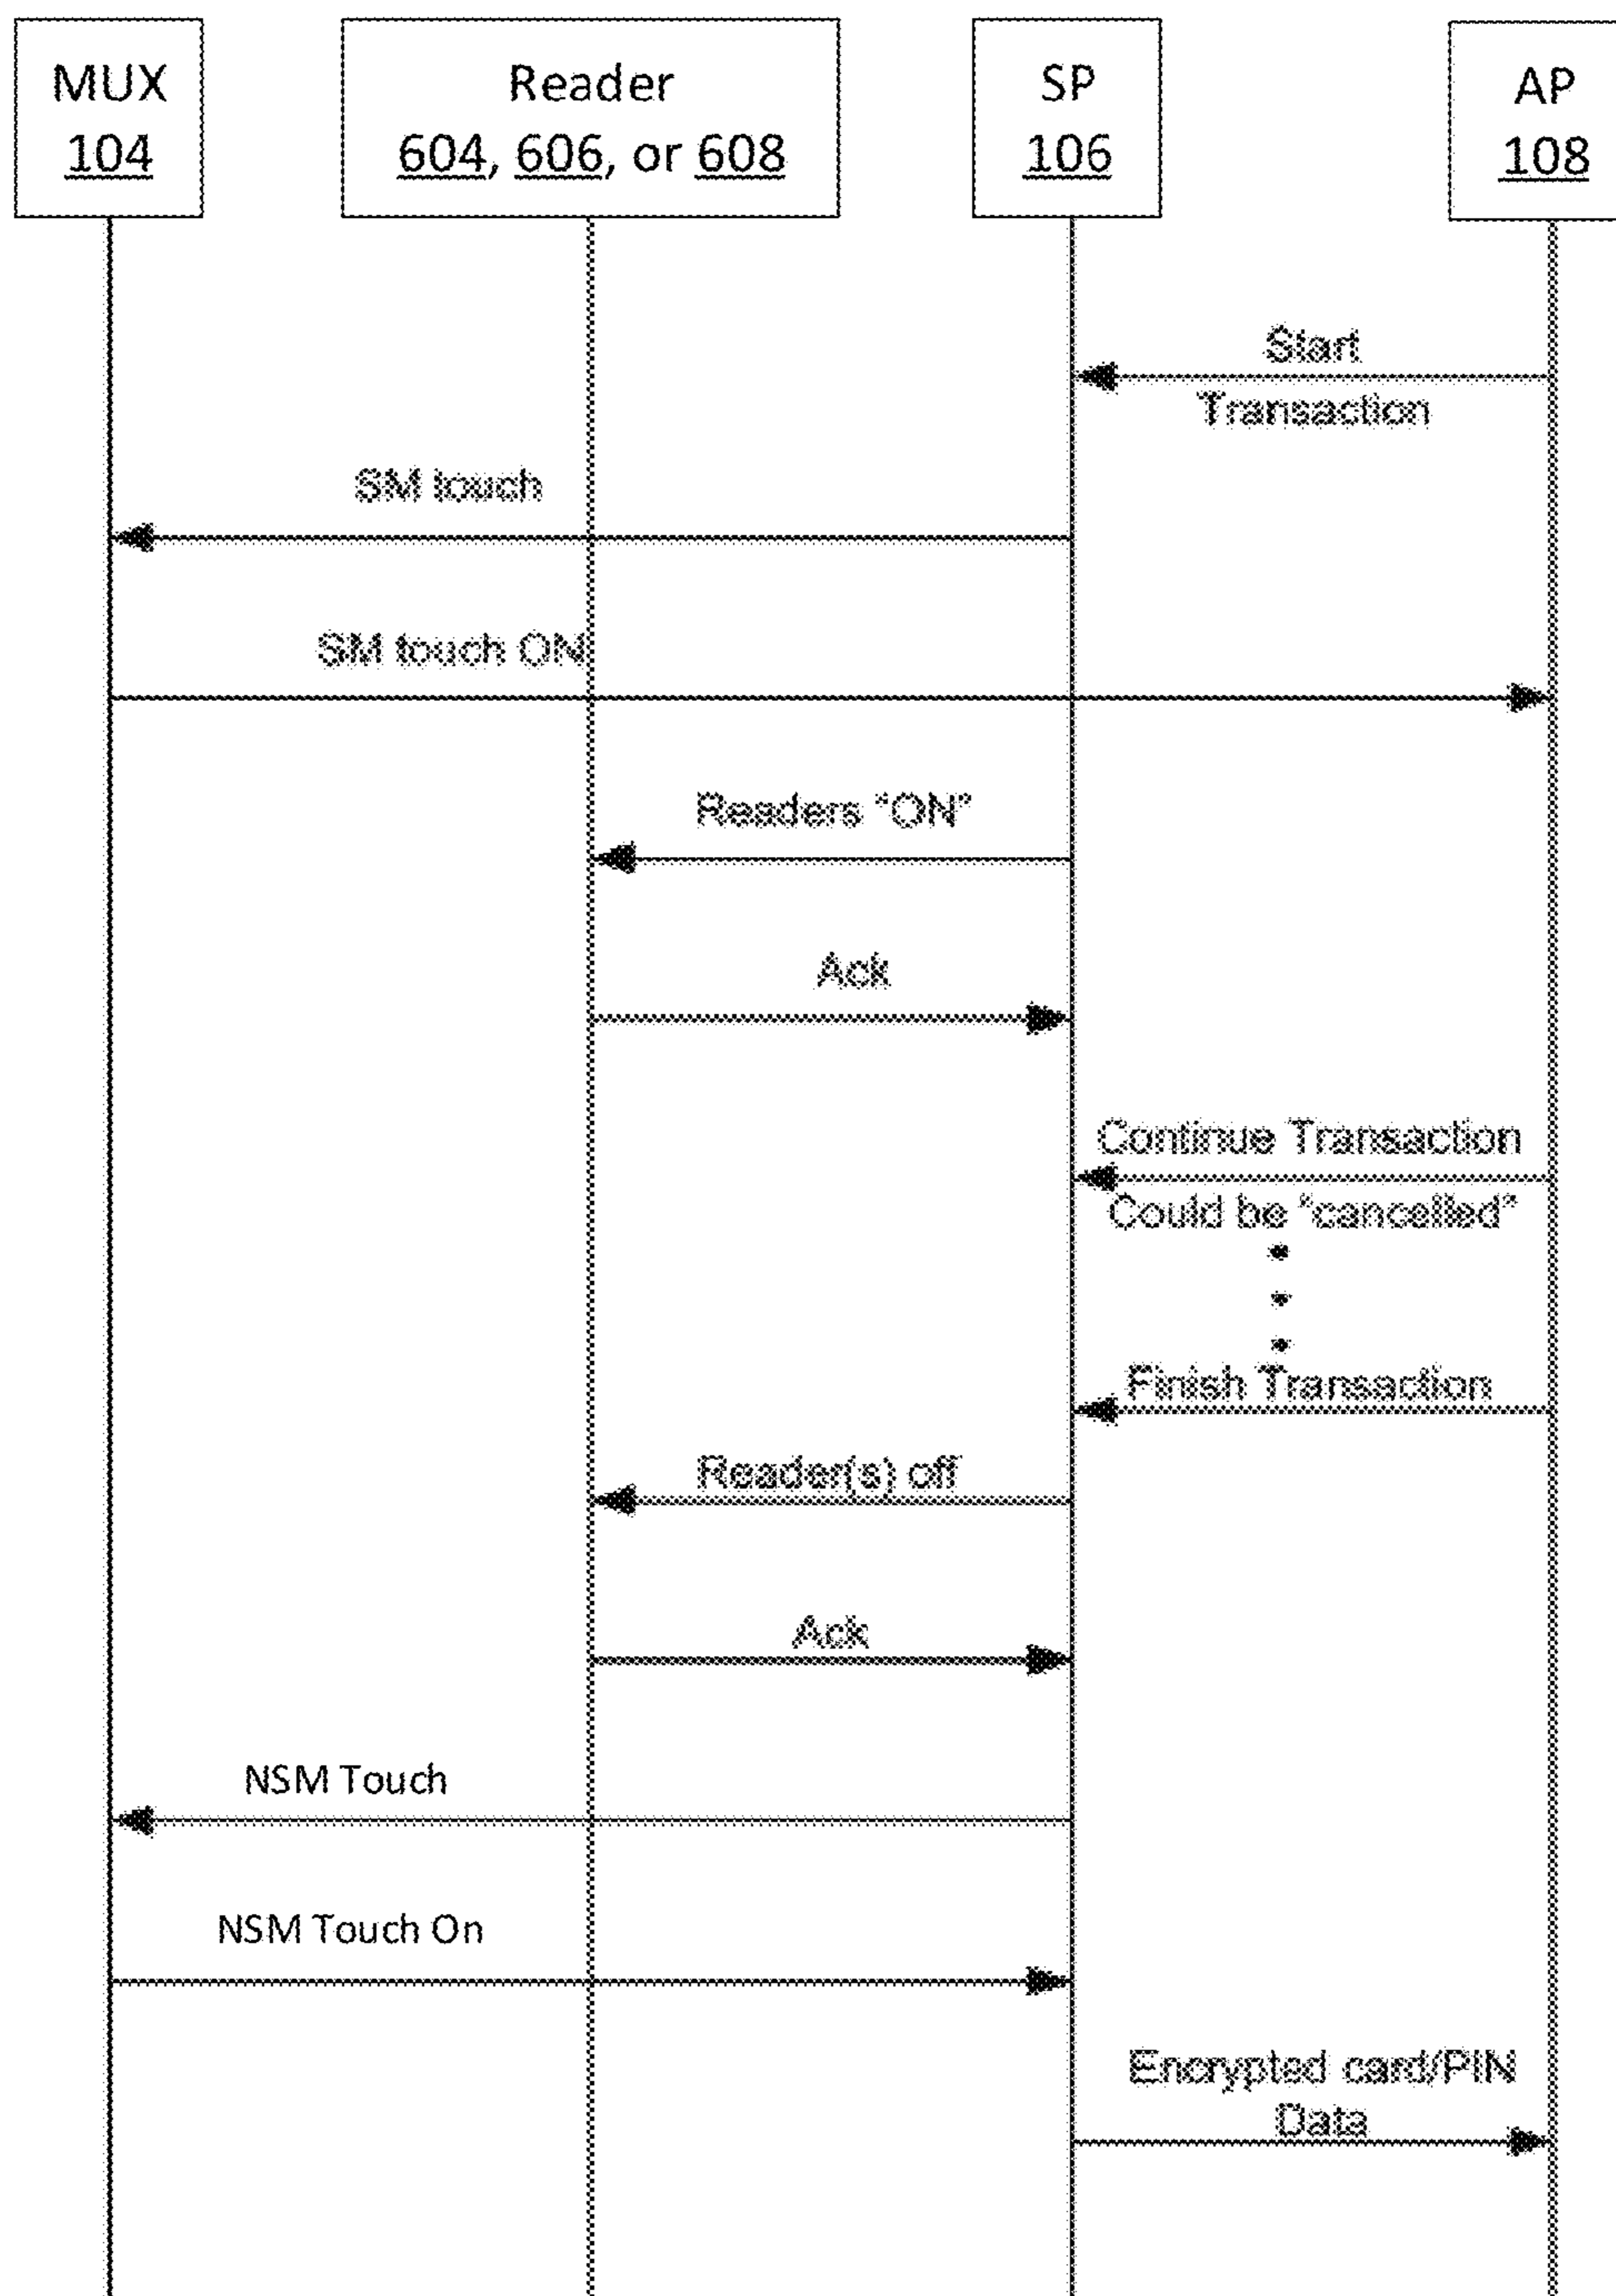 MUX
104
Reader
604, 606, or 608
SP
106
AP
108
Start
Transaction
SM touch
SM touch ON
Readers "ON"
Ack
Continue Transaction
Could be "cancelled"
Finish Transaction
Reader(s) off
Ack
NSM Touch
NSM Touch On
Encrypted card/PIN
Data